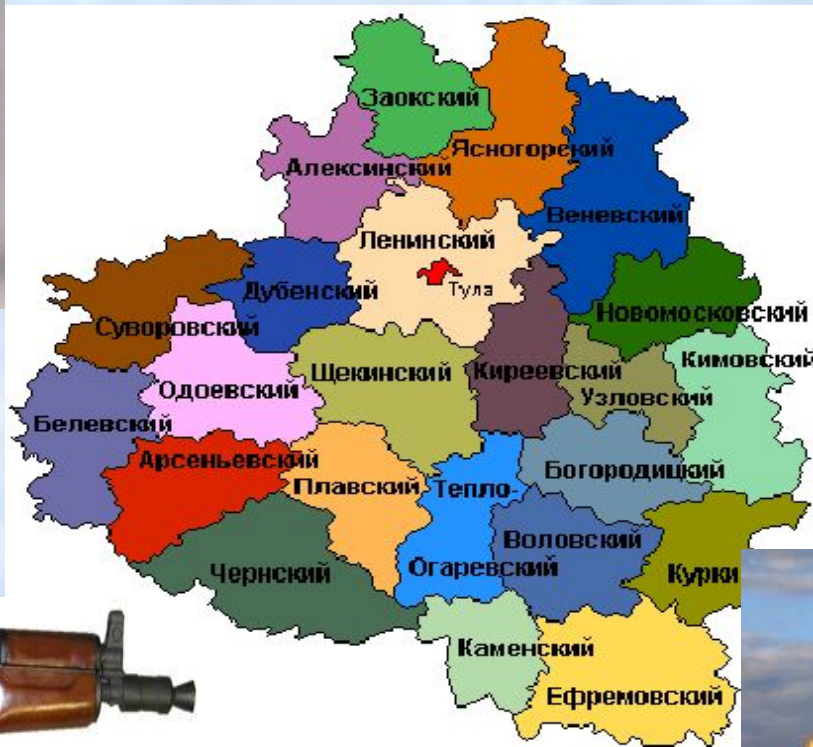 Заокский
Ясногорский
Алексинский
Веневский
Ленинский
Тула
Дубенский
Новомосковский
Суворовский
Кимовский
Щекинский
Киреевский
Узловский
Одоевский
Белевский
Арсеньевский
Богородицкий
Плавский
Тепло-
Огаревский
Воловский
Чернский
Курки
Каменский
Ефремовский